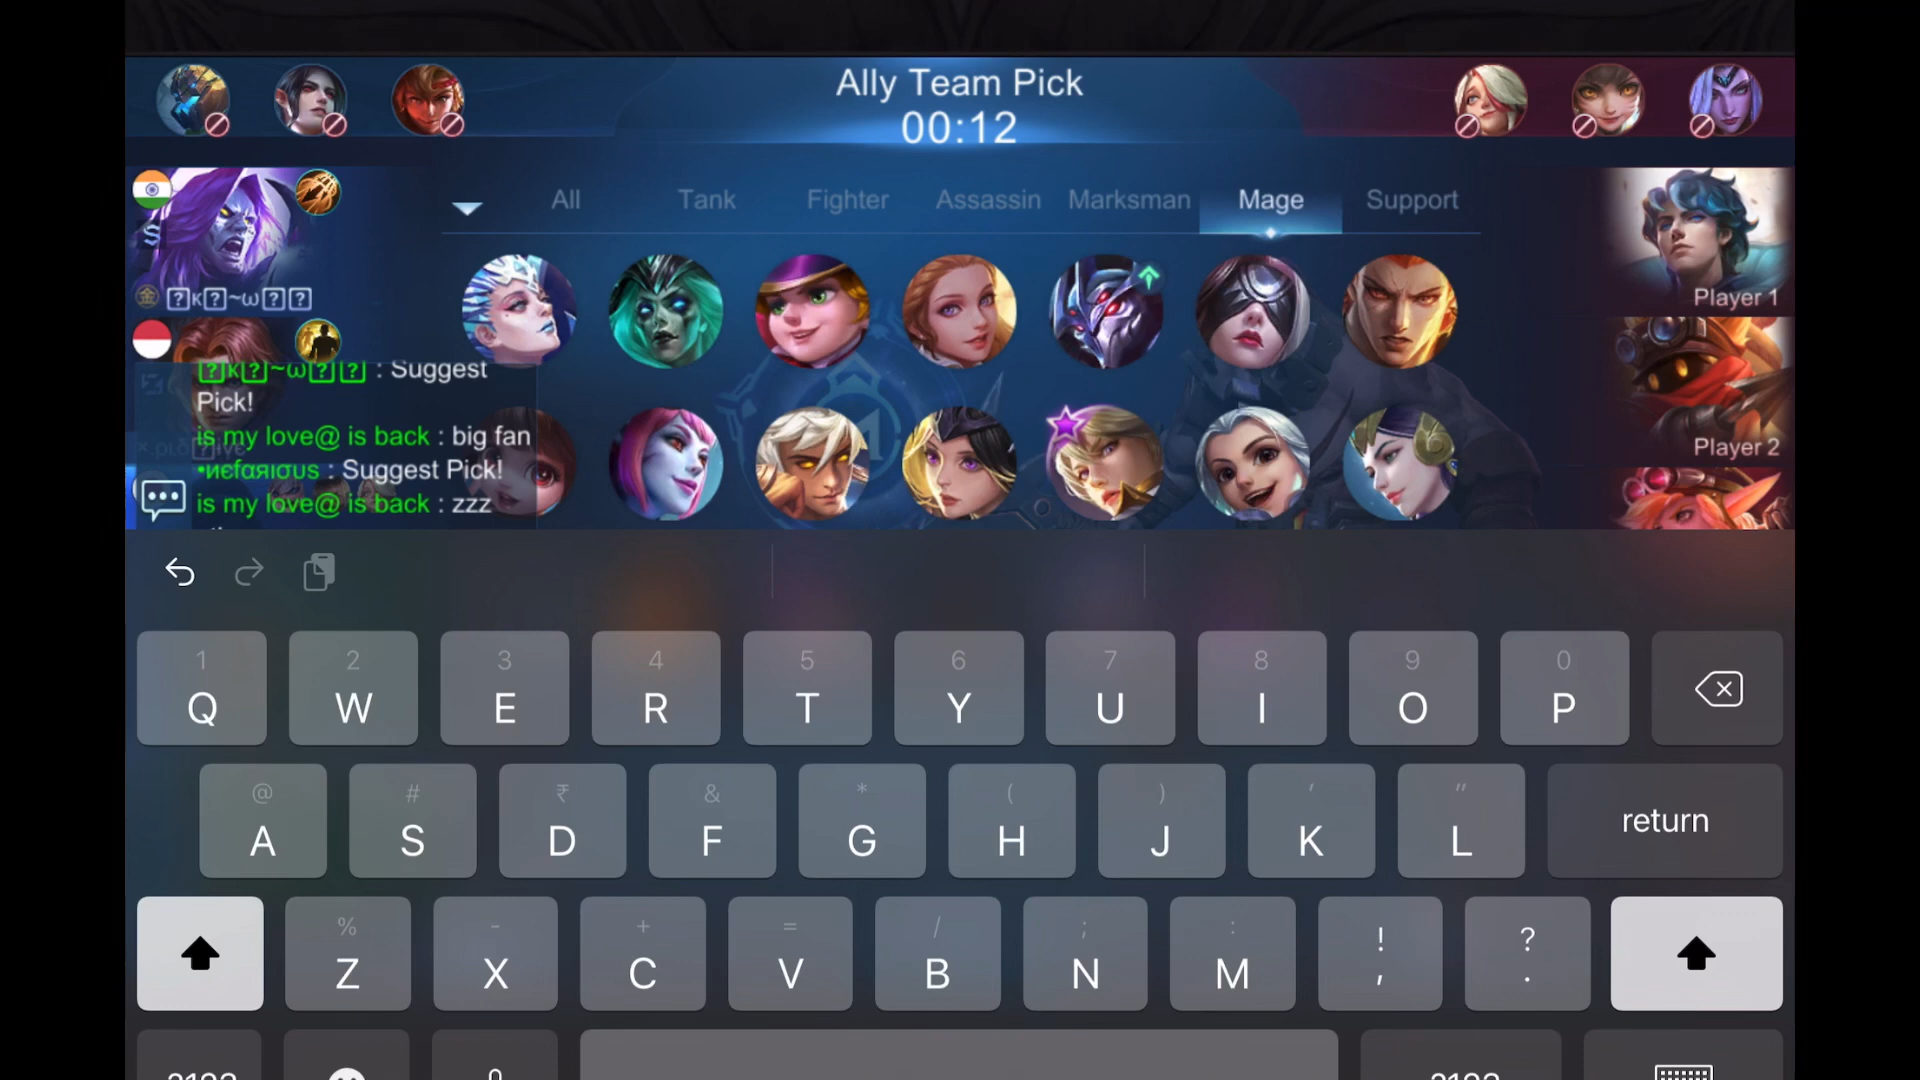 Ally Team Pick
00:12
All Tank Fighter Assassin Marksman Mage Support
Player 1
Player 2
: Suggest
Pick!
is my love@ is back : big fan
•иєfαяισυs : Suggest Pick!
is my love@ is back : zzz
1 2 3 4 5 6 7 8 9 0
Q W E R T Y U I O P
@ # ₹ & * ( ) ' "
A S D F G H J K L return
% - + = / ; : ! ?
Z X C V B N M , .